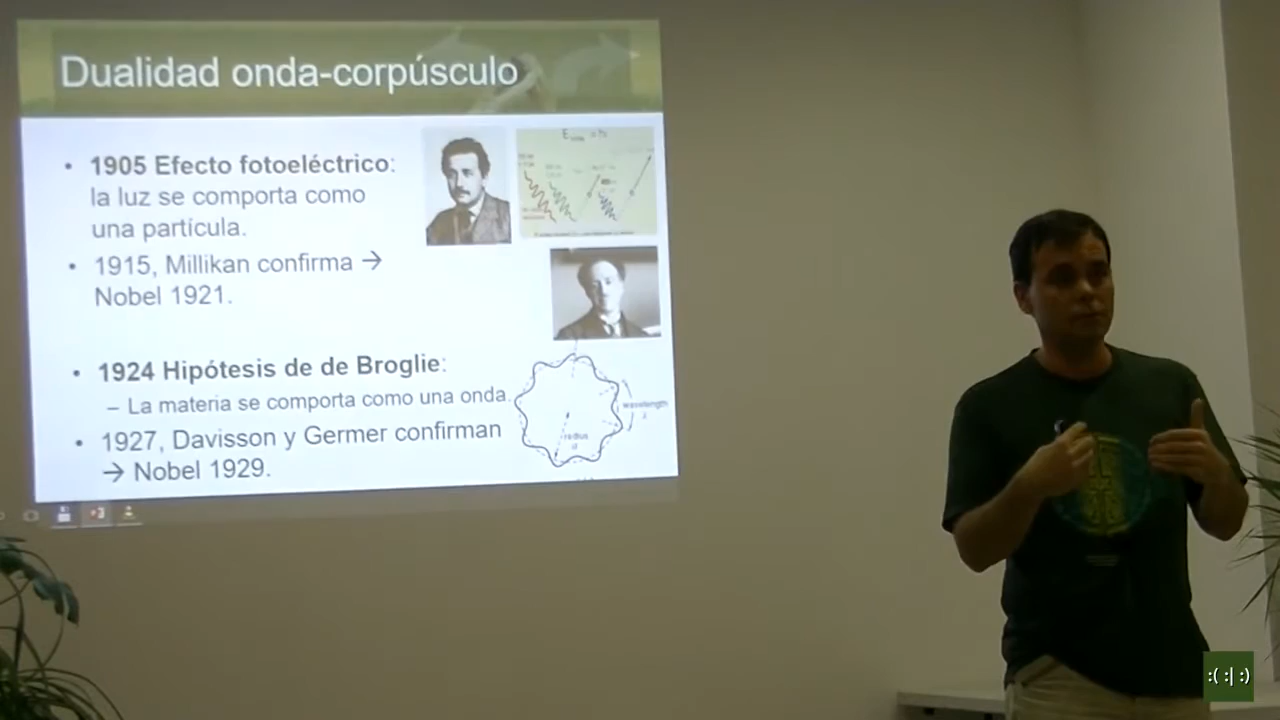 Dualidad onda-corpúsculo
• 1905 Efecto fotoeléctrico:
la luz se comporta como
una partícula.
• 1915, Millikan confirma →
Nobel 1921.
• 1924 Hipótesis de de Broglie:
– La materia se comporta como una onda.
• 1927, Davisson y Germer confirman
→ Nobel 1929.
wavelength
λ
radius
:( :| :)